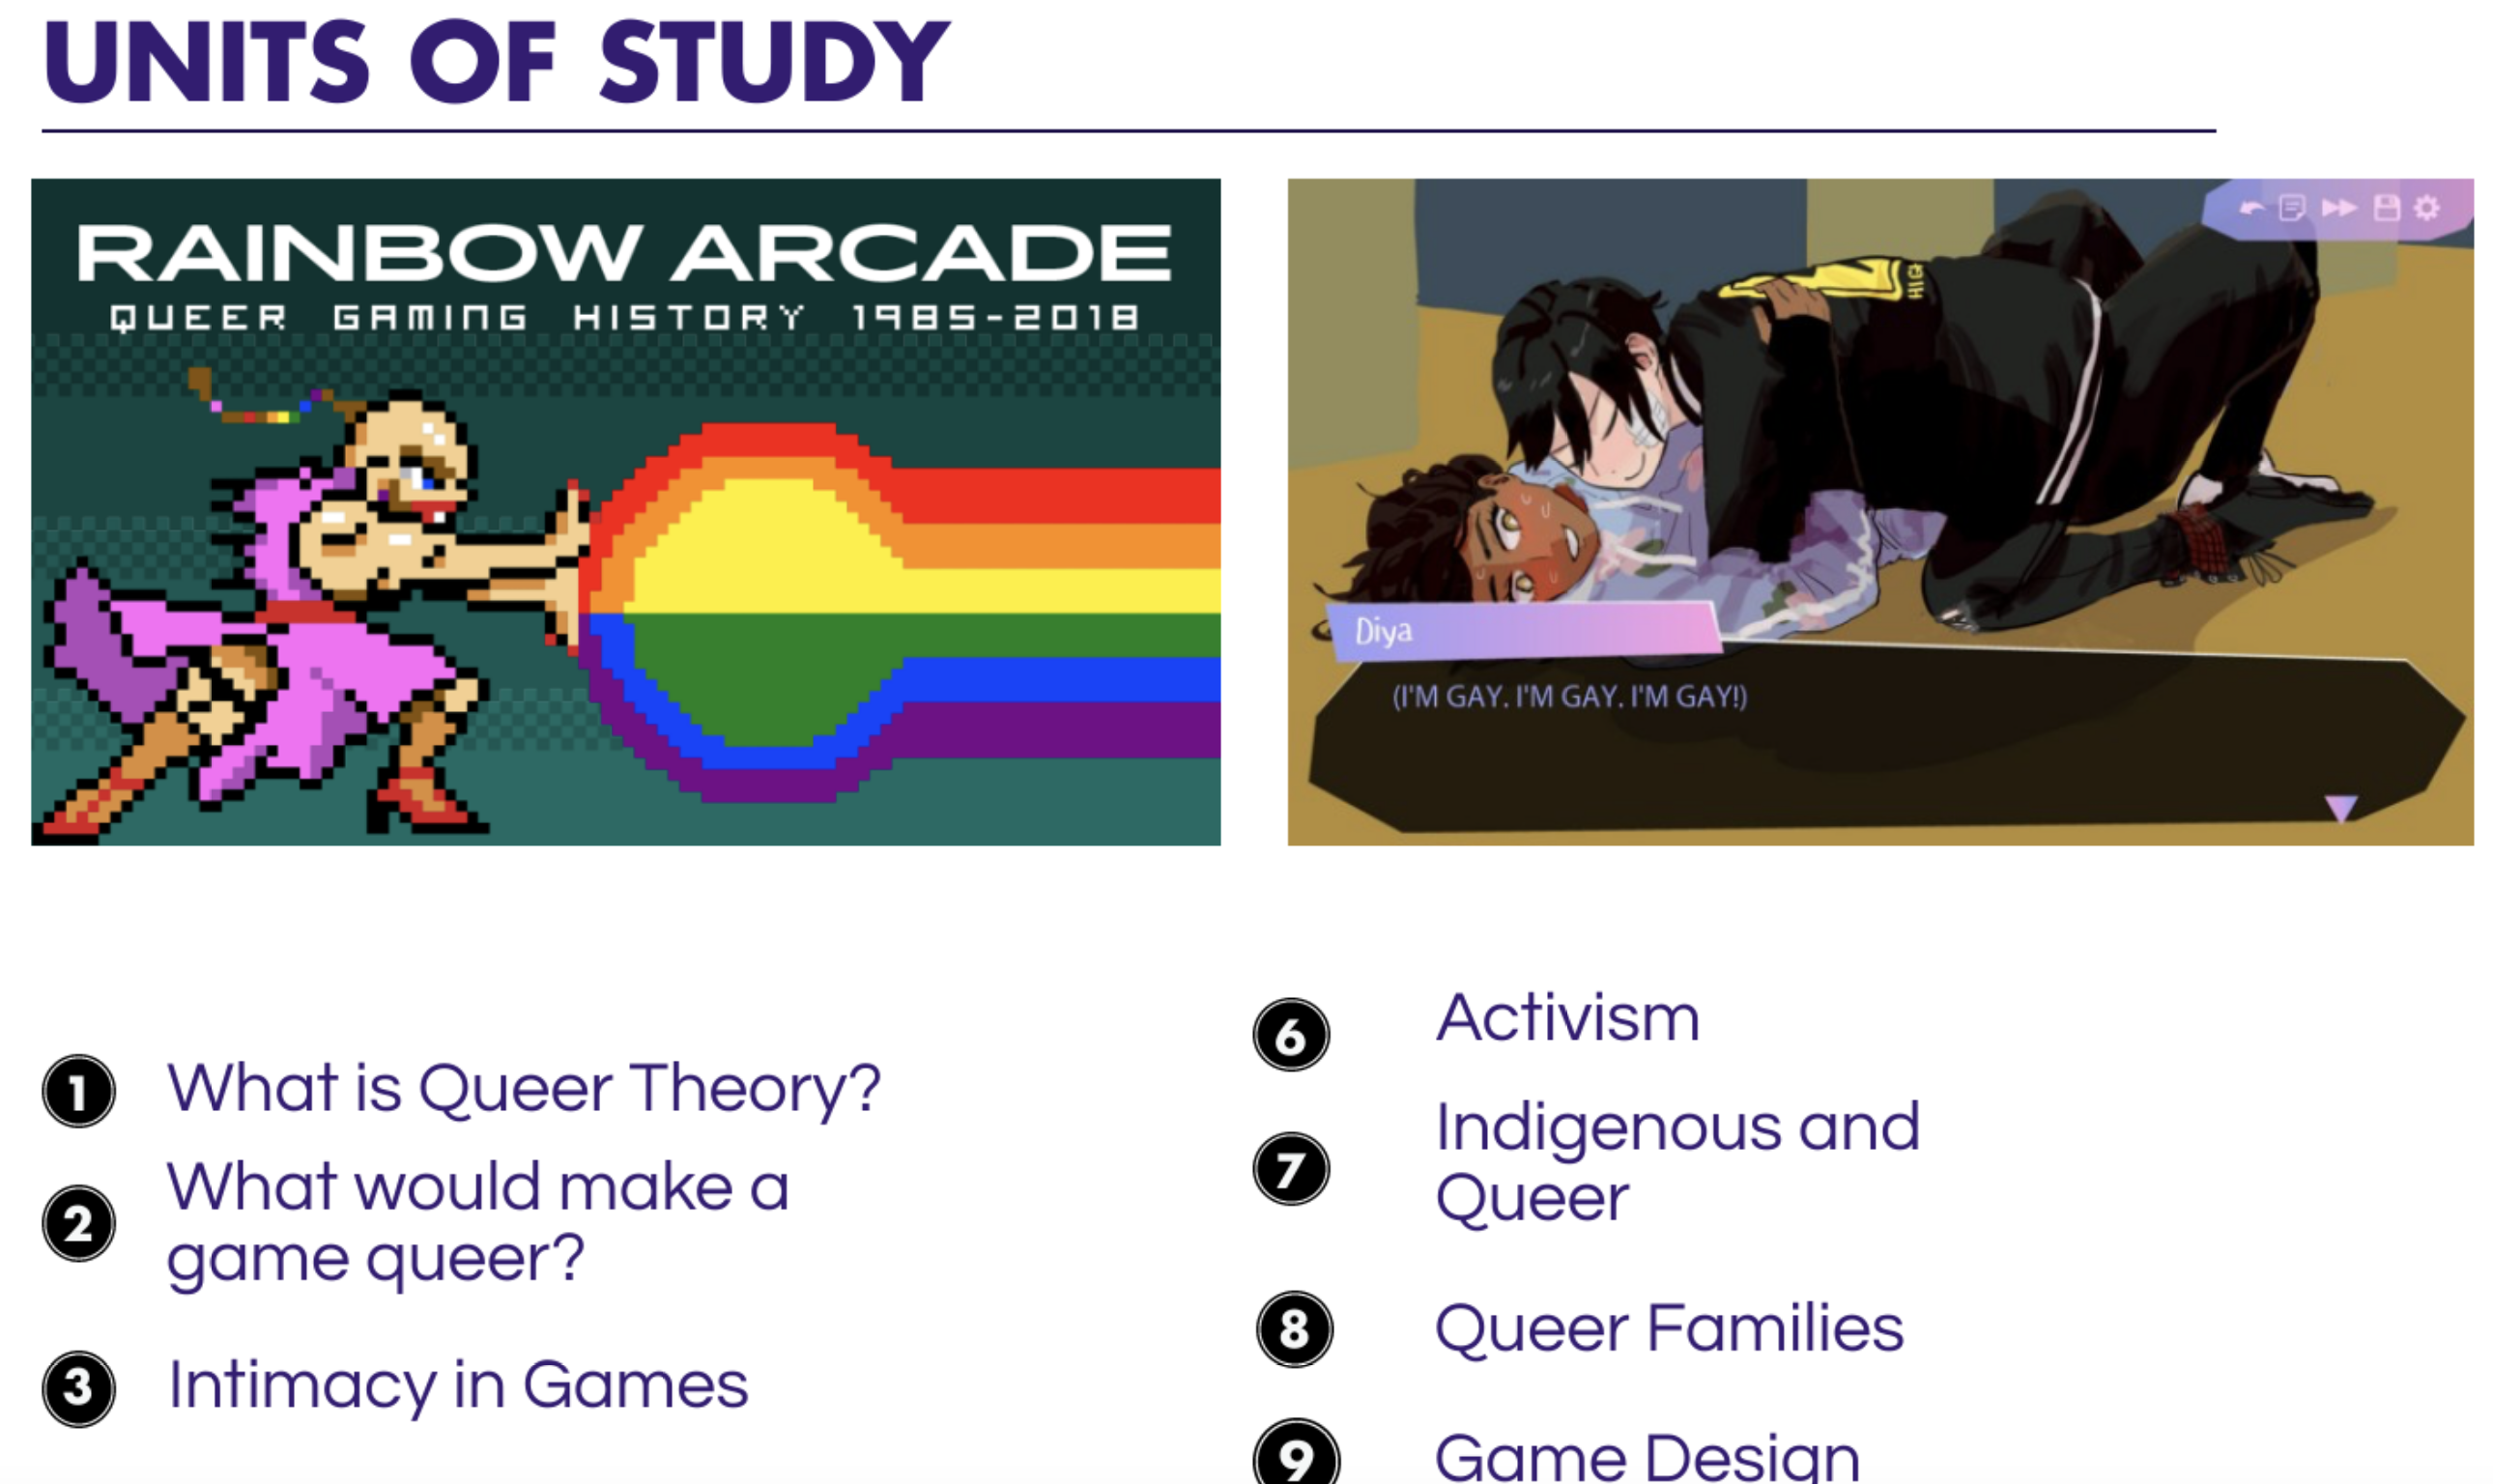 UNITS OF STUDY
RAINBOW ARCADE
QUEER GAMING HISTORY 1985-2018
Diya
(I'M GAY. I'M GAY. I'M GAY!)
1 What is Queer Theory?
2 What would make a
game queer?
3 Intimacy in Games
6 Activism
7 Indigenous and
Queer
8 Queer Families
9 Game Design